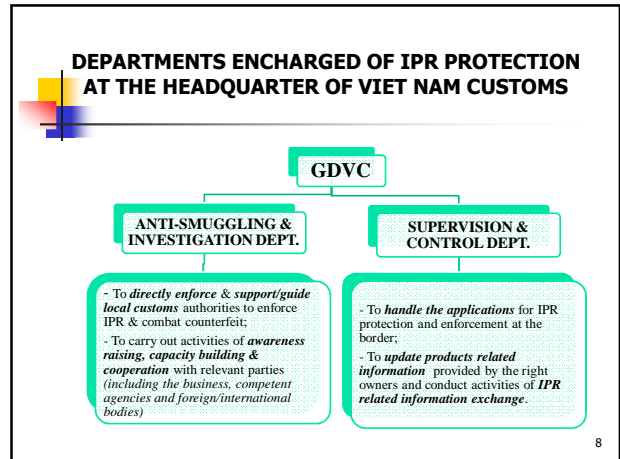 DEPARTMENTS ENCHARGED OF IPR PROTECTION
AT THE HEADQUARTER OF VIET NAM CUSTOMS
GDVC
ANTI-SMUGGLING &
INVESTIGATION DEPT.
SUPERVISION &
CONTROL DEPT.
- To directly enforce & support/guide
local customs authorities to enforce
IPR & combat counterfeit;
- To carry out activities of awareness
raising, capacity building &
cooperation with relevant parties
(including the business, competent
agencies and foreign/international
bodies)
- To handle the applications for IPR
protection and enforcement at the
border;
- To update products related
information provided by the right
owners and conduct activities of IPR
related information exchange.
8